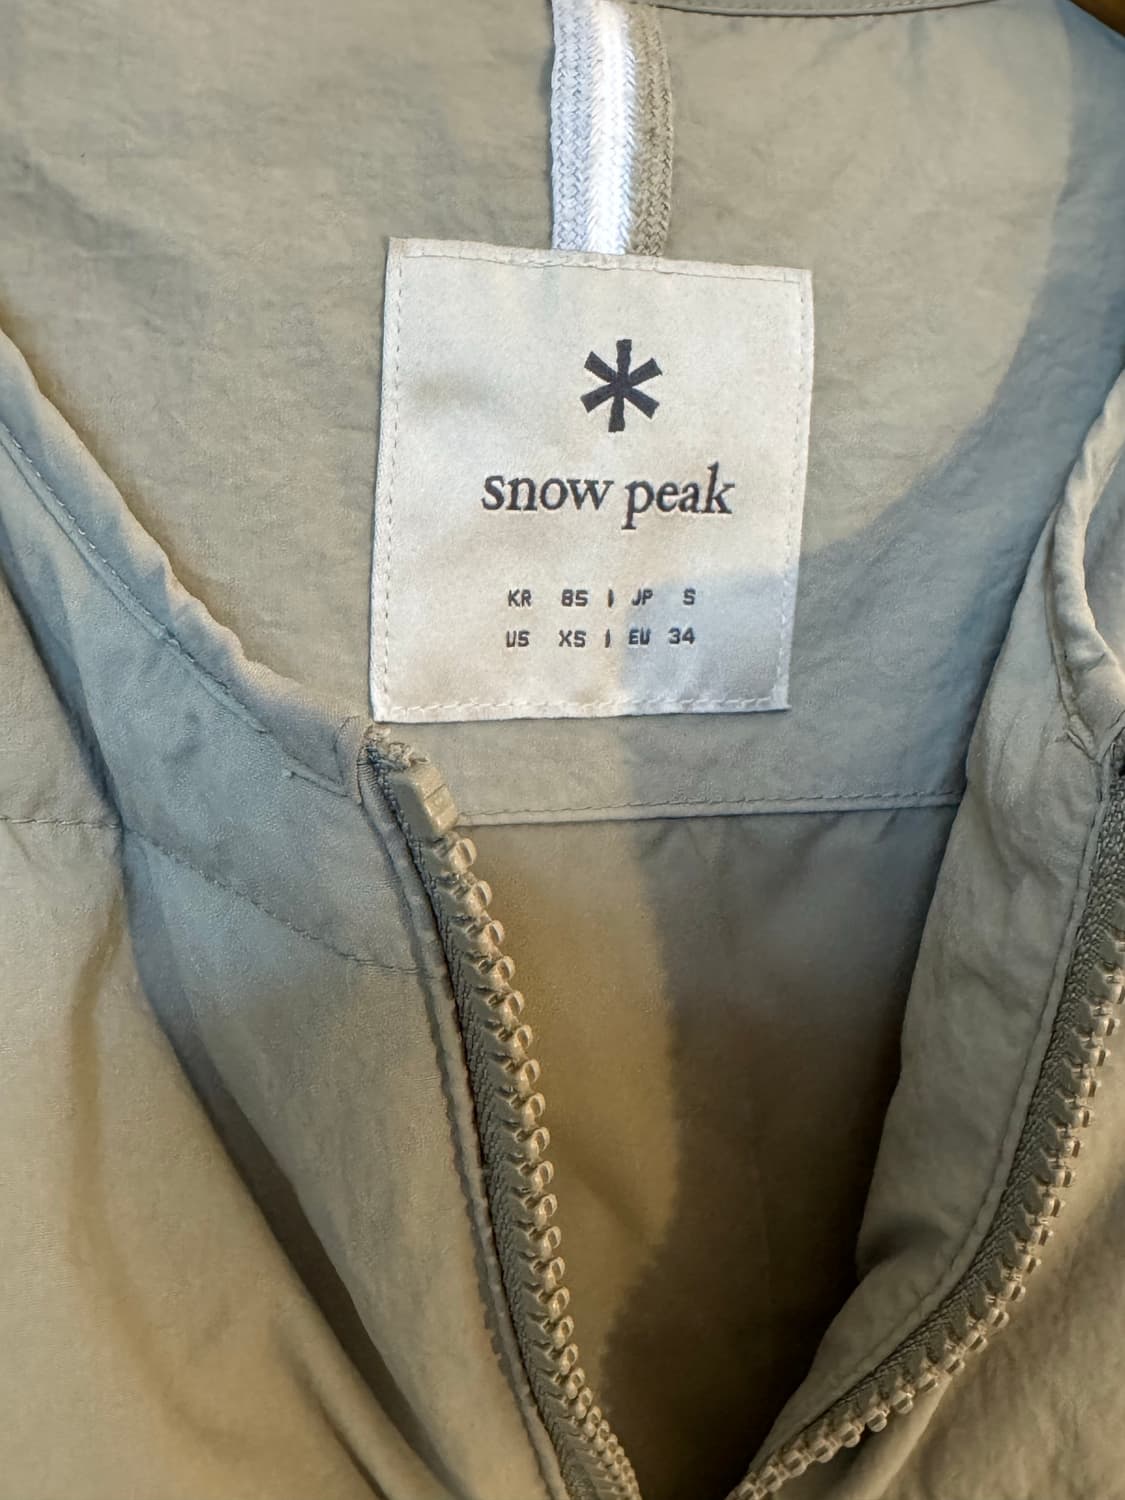 snow peak
KR 85 | JP S
US XS | EU 34